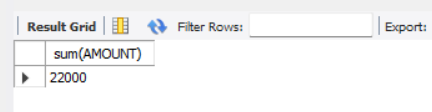 Result Grid Filter Rows: Export:
sum(AMOUNT)
22000